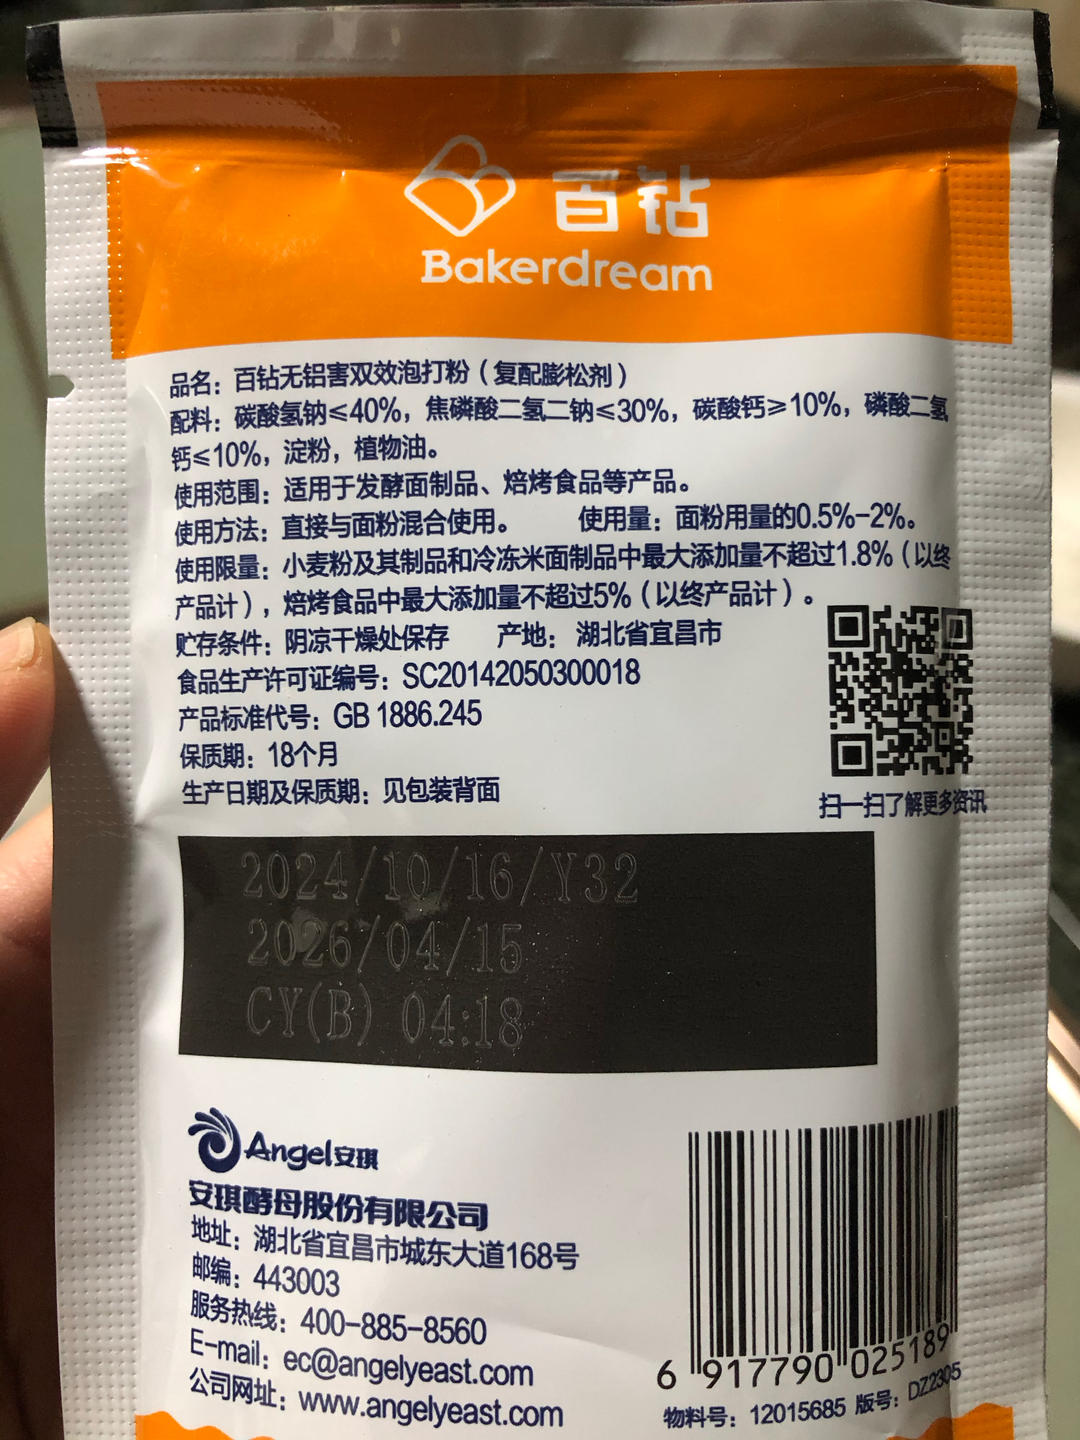 百钻
Bakerdream
品名：百钻无铝害双效泡打粉（复配膨松剂）
配料：碳酸氢钠≤40%，焦磷酸二氢二钠≤30%，碳酸钙≥10%，磷酸二氢
钙≤10%，淀粉，植物油。
使用范围：适用于发酵面制品、焙烤食品等产品。
使用方法：直接与面粉混合使用。 使用量：面粉用量的0.5%-2%。
使用限量：小麦粉及其制品和冷冻米面制品中最大添加量不超过1.8%（以终
产品计），焙烤食品中最大添加量不超过5%（以终产品计）。
贮存条件：阴凉干燥处保存 产地：湖北省宜昌市
食品生产许可证编号：SC20142050300018
产品标准代号：GB 1886.245
保质期：18个月
生产日期及保质期：见包装背面
扫一扫了解更多资讯
2024/10/16/Y32
2026/04/15
CY(B) 04:18
Angel安琪
安琪酵母股份有限公司
地址：湖北省宜昌市城东大道168号
邮编：443003
服务热线：400-885-8560
E-mail：ec@angelyeast.com
公司网址：www.angelyeast.com
6 917790 025189
物料号：12015685 版号：DZ2305